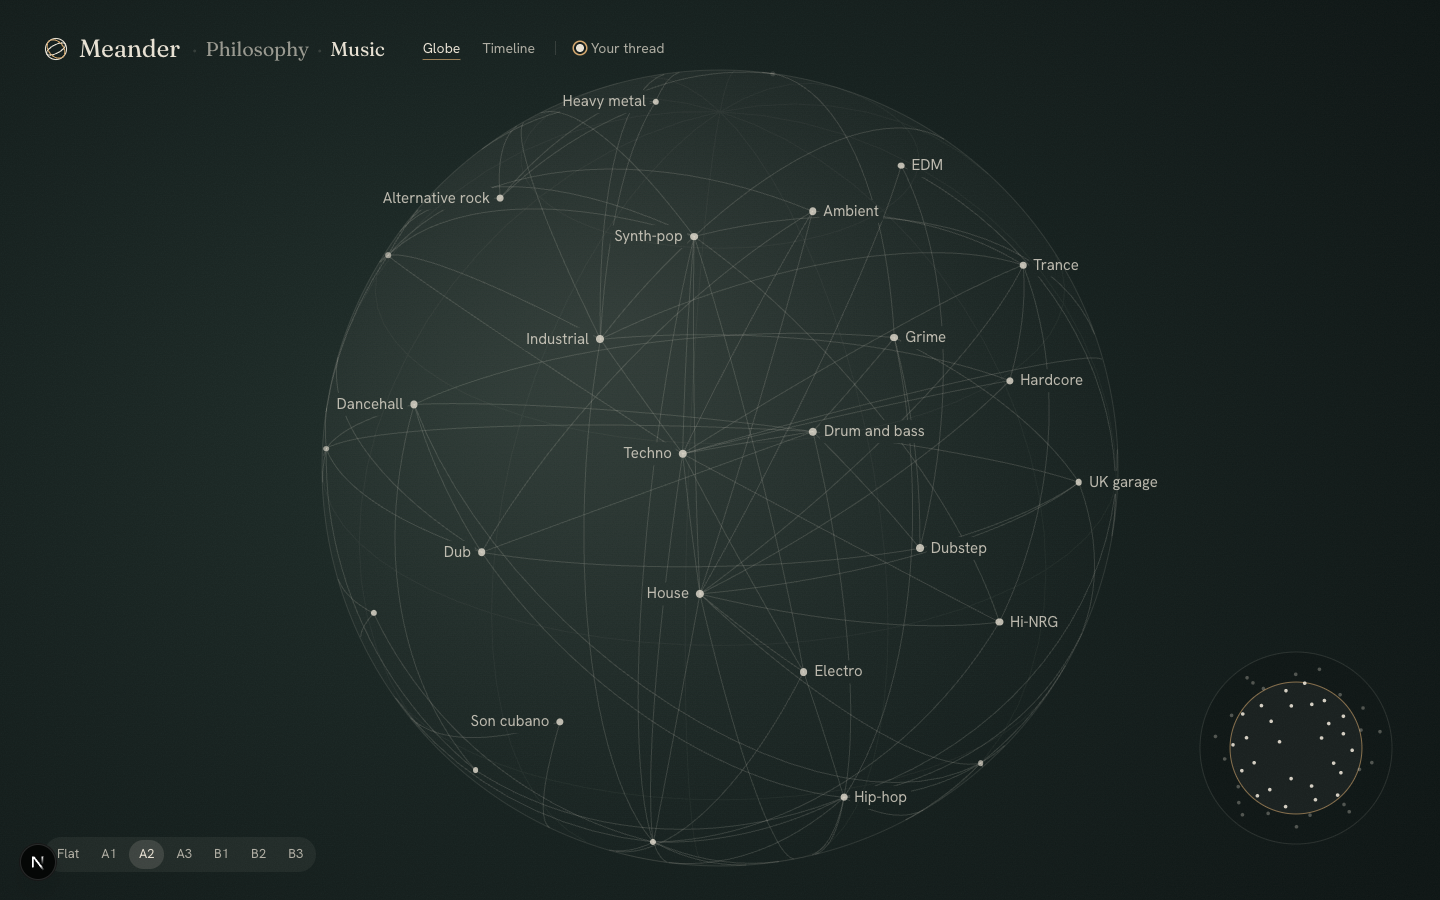 Meander · Philosophy · Music
Globe Timeline Your thread
Heavy metal
EDM
Alternative rock
Ambient
Synth-pop
Trance
Industrial
Grime
Hardcore
Dancehall
Drum and bass
Techno
UK garage
Dub
Dubstep
House
Hi-NRG
Electro
Son cubano
Hip-hop
N Flat A1 A2 A3 B1 B2 B3